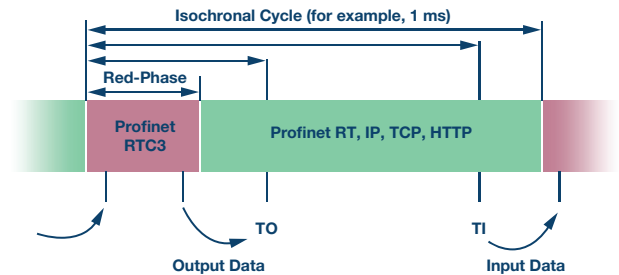 Isochronal Cycle (for example, 1 ms)
Red-Phase
Profinet
RTC3
Profinet RT, IP, TCP, HTTP
TO
TI
Output Data
Input Data